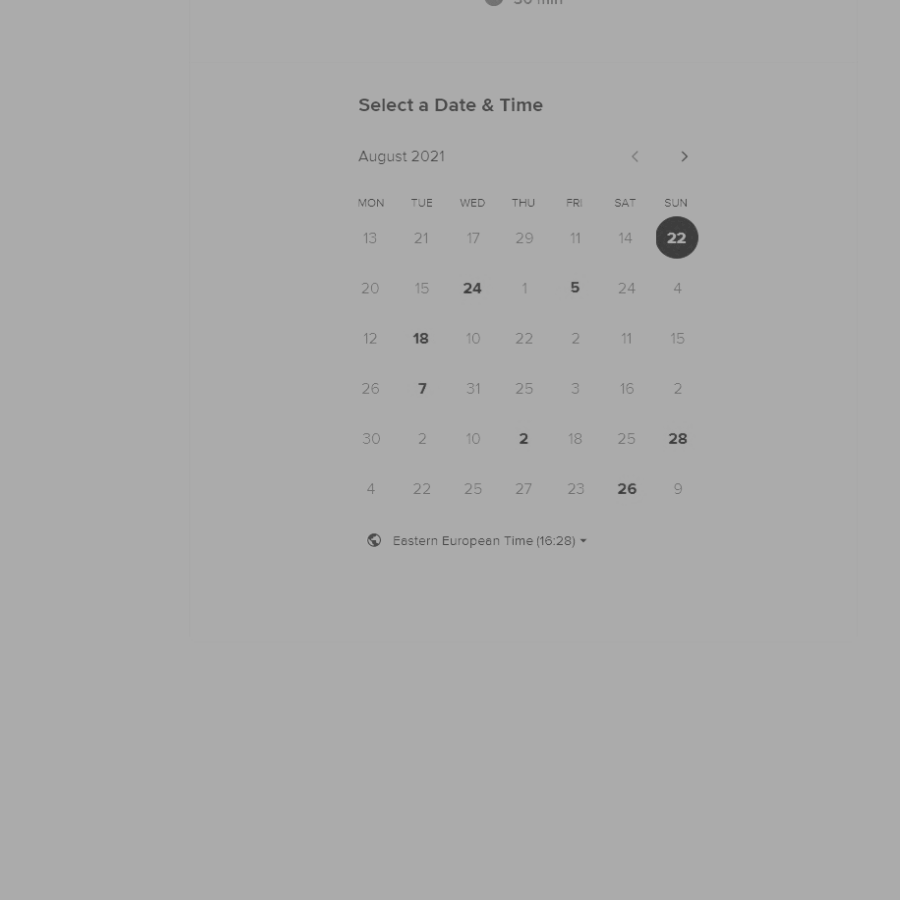 30 min
Select a Date & Time
August 2021
MON TUE WED THU FRI SAT SUN
13 21 17 29 11 14 22
20 15 24 1 5 24 4
12 18 10 22 2 11 15
26 7 31 25 3 16 2
30 2 10 2 18 25 28
4 22 25 27 23 26 9
Eastern European Time (16:28)